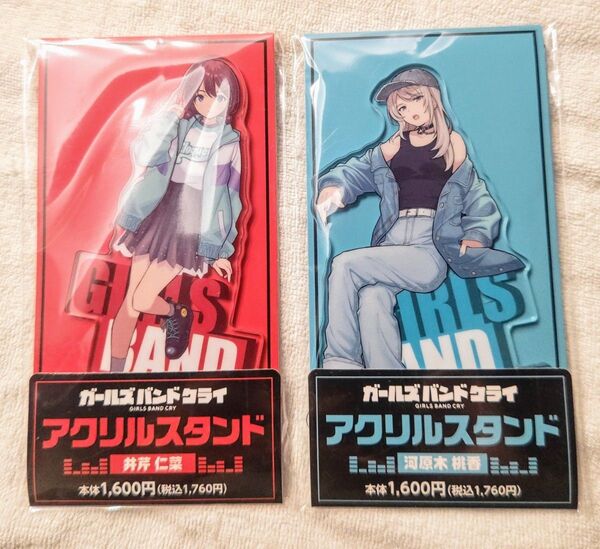 GIRLS
BAND
ガールズバンドクライ
GIRLS BAND CRY
アクリルスタンド
井芹 仁菜
本体1,600円(税込1,760円)
GIRLS
BAND
ガールズバンドクライ
GIRLS BAND CRY
アクリルスタンド
河原木 桃香
本体1,600円(税込1,760円)